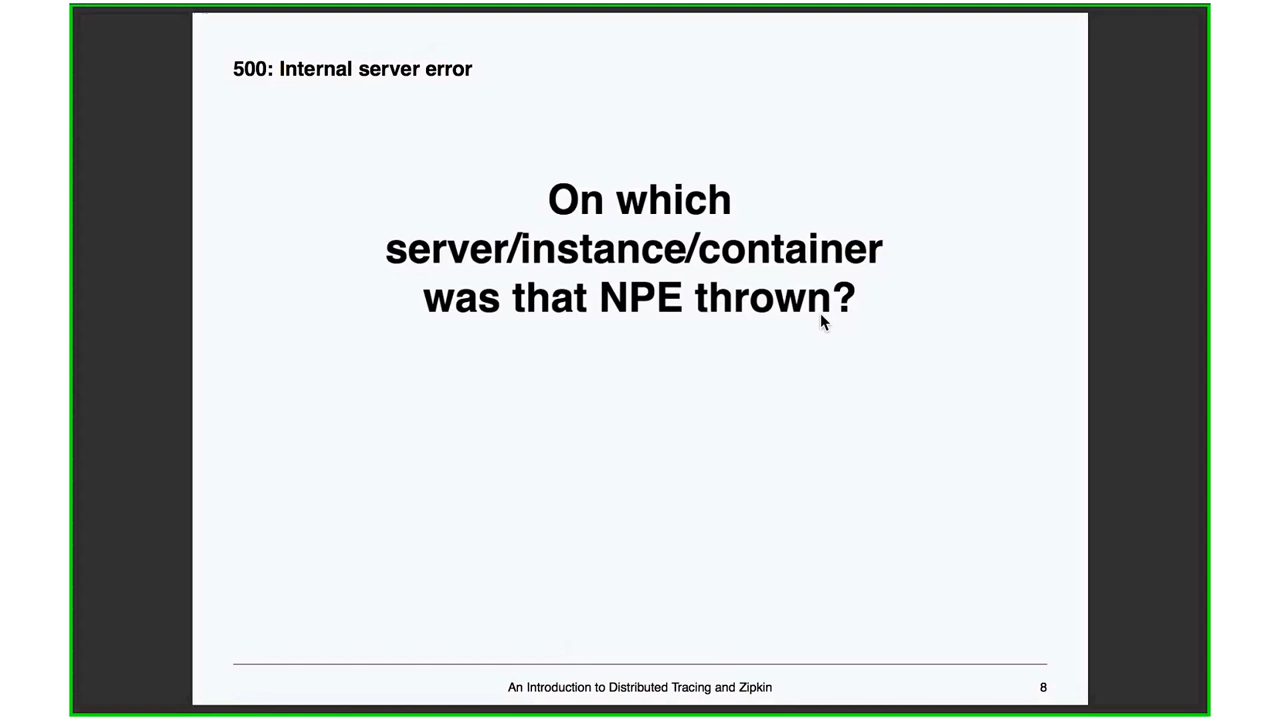 500: Internal server error
On which
server/instance/container
was that NPE thrown?
An Introduction to Distributed Tracing and Zipkin
8